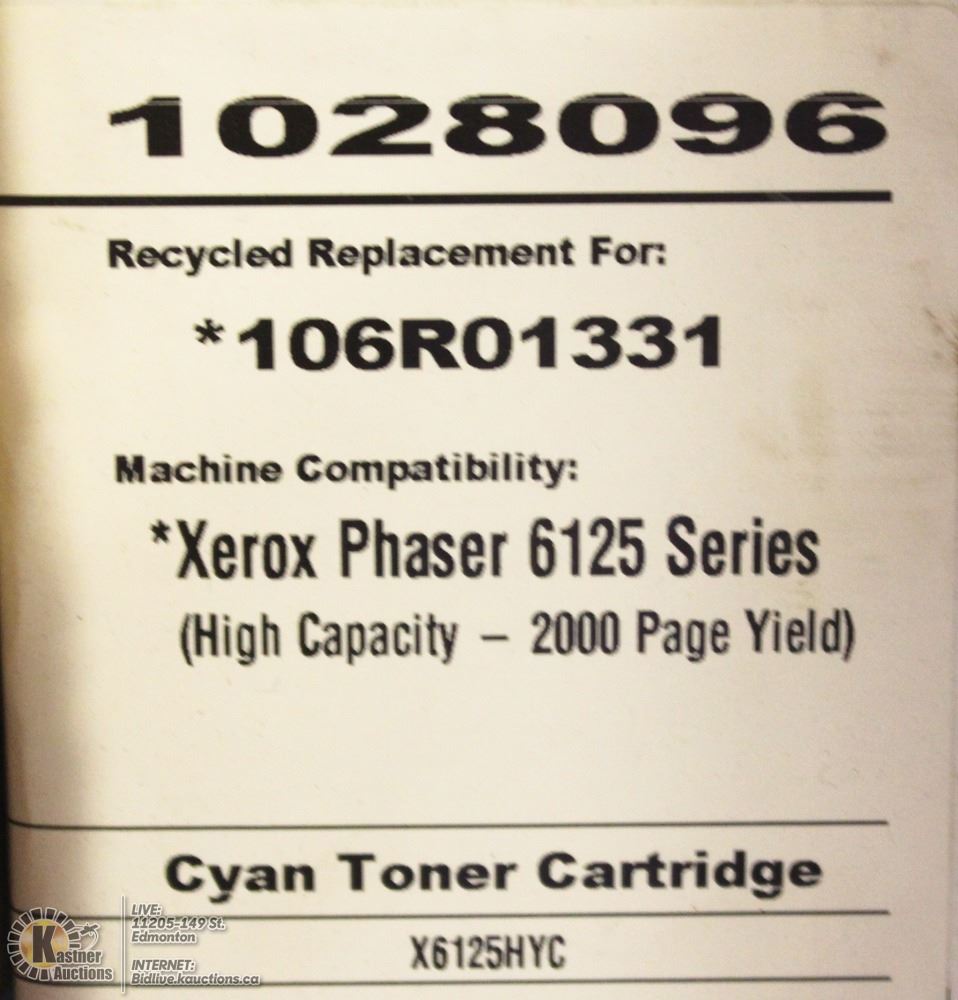 1028096
Recycled Replacement For:
*106R01331
Machine Compatibility:
*Xerox Phaser 6125 Series
(High Capacity – 2000 Page Yield)
Cyan Toner Cartridge
X6125HYC
Kastner
Auctions
LIVE:
11205-149 St.
Edmonton
INTERNET:
Bidlive.kauctions.ca